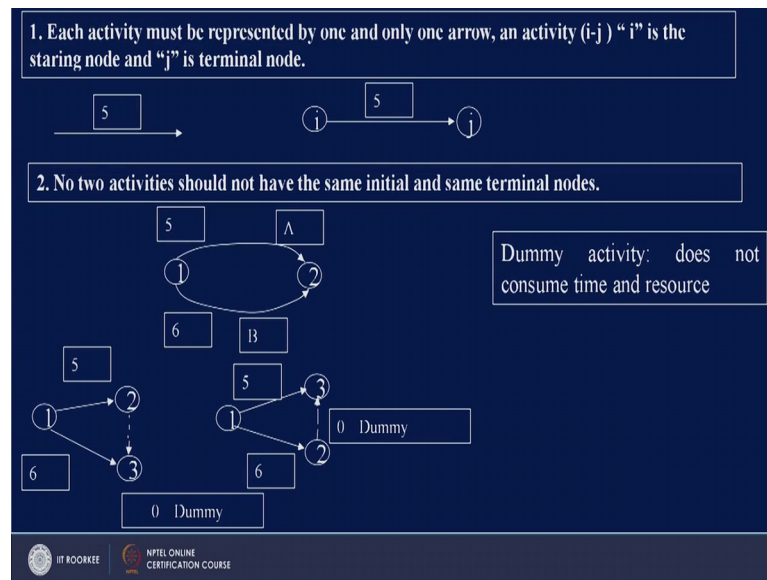 1. Each activity must be represented by one and only one arrow, an activity (i-j ) “ i” is the
staring node and “j” is terminal node.
5
i
5
j
2. No two activities should not have the same initial and same terminal nodes.
5
A
1
2
6
B
Dummy activity: does not
consume time and resource
5
1
2
6
3
0 Dummy
5
1
3
0 Dummy
6
2
IIT ROORKEE
NPTEL
NPTEL ONLINE
CERTIFICATION COURSE